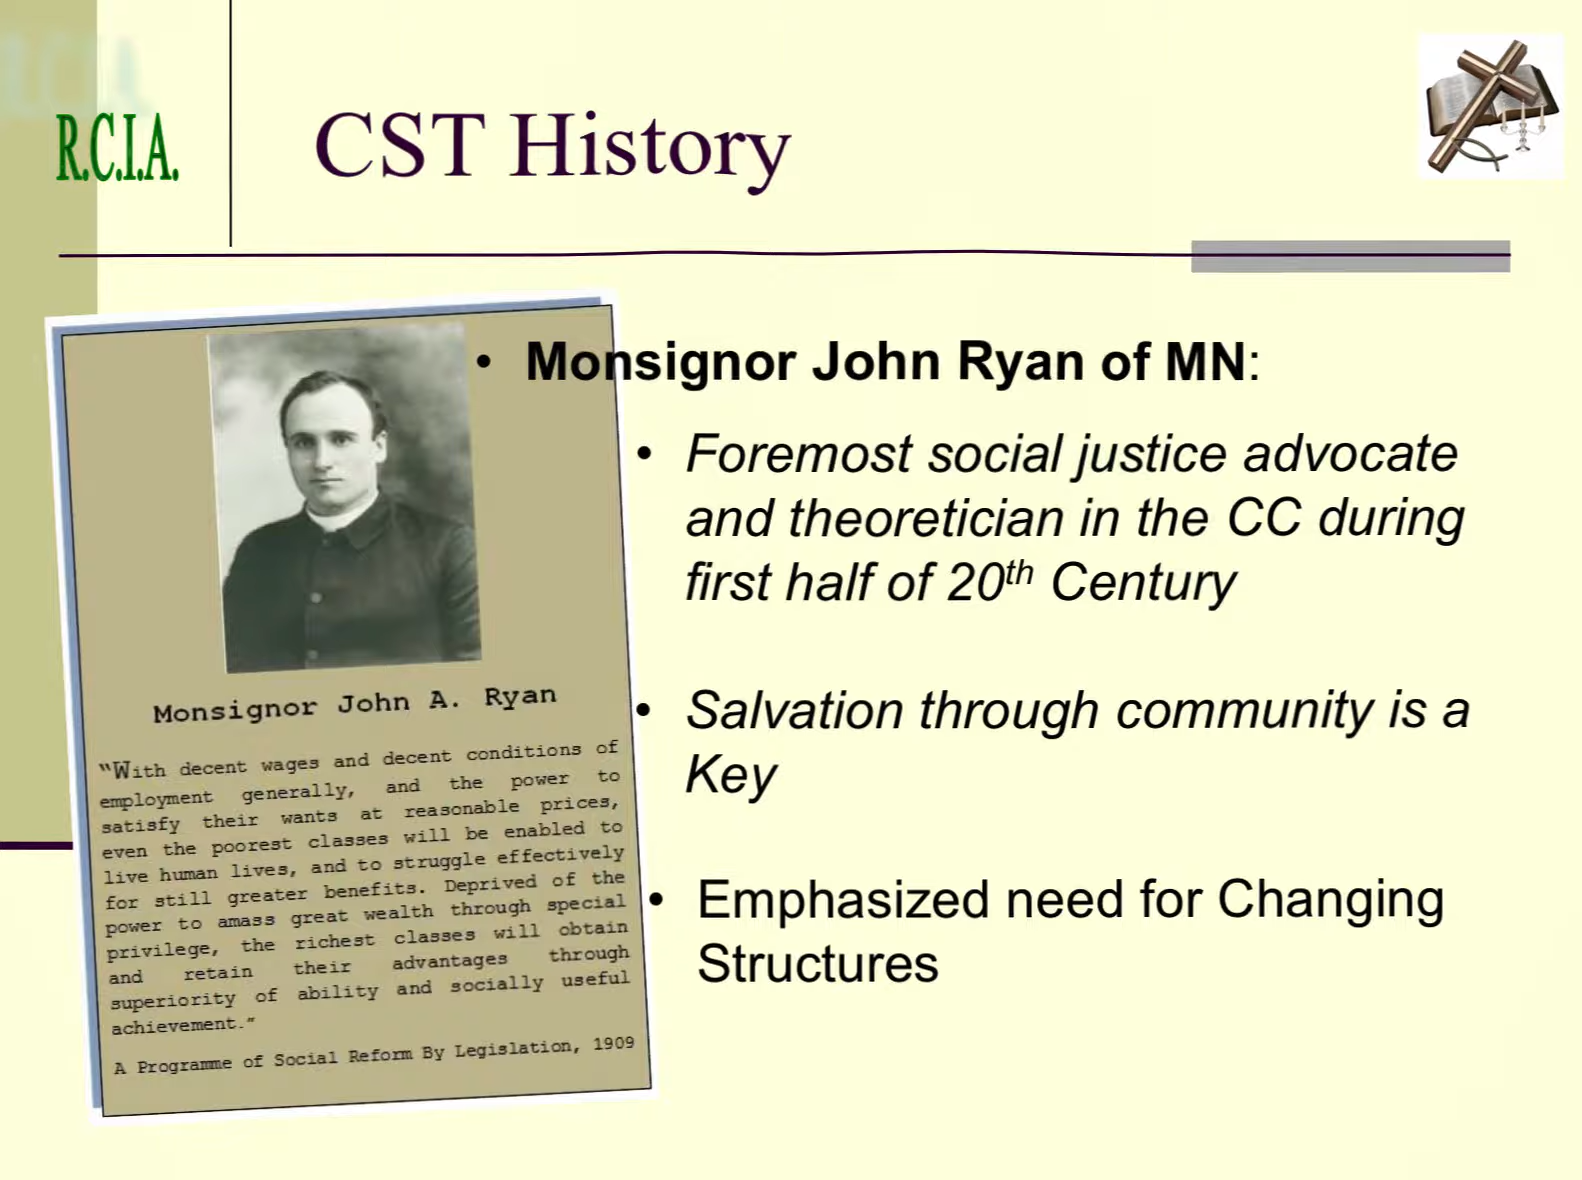 R.C.I.A.
CST History
• Monsignor John Ryan of MN:
• Foremost social justice advocate
and theoretician in the CC during
first half of 20th Century
• Salvation through community is a
Key
• Emphasized need for Changing
Structures
Monsignor John A. Ryan
“With decent wages and decent conditions of
employment generally, and the power to
satisfy their wants at reasonable prices,
even the poorest classes will be enabled to
live human lives, and to struggle effectively
for still greater benefits. Deprived of the
power to amass great wealth through special
privilege, the richest classes will obtain
and retain their advantages through
superiority of ability and socially useful
achievement.”
A Programme of Social Reform By Legislation, 1909